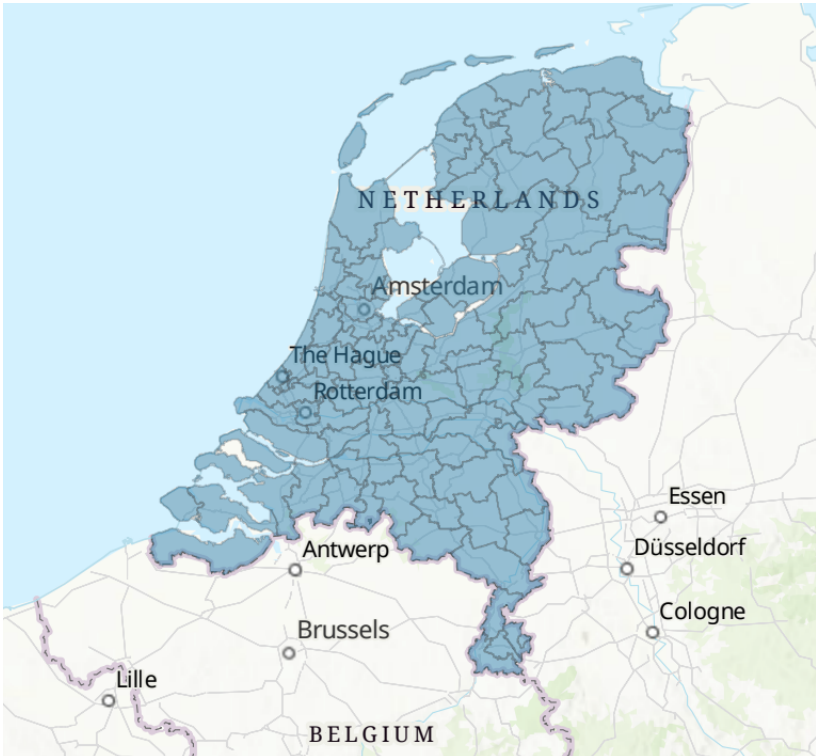 NETHERLANDS
Amsterdam
The Hague
Rotterdam
Essen
Antwerp
Düsseldorf
Cologne
Brussels
Lille
BELGIUM